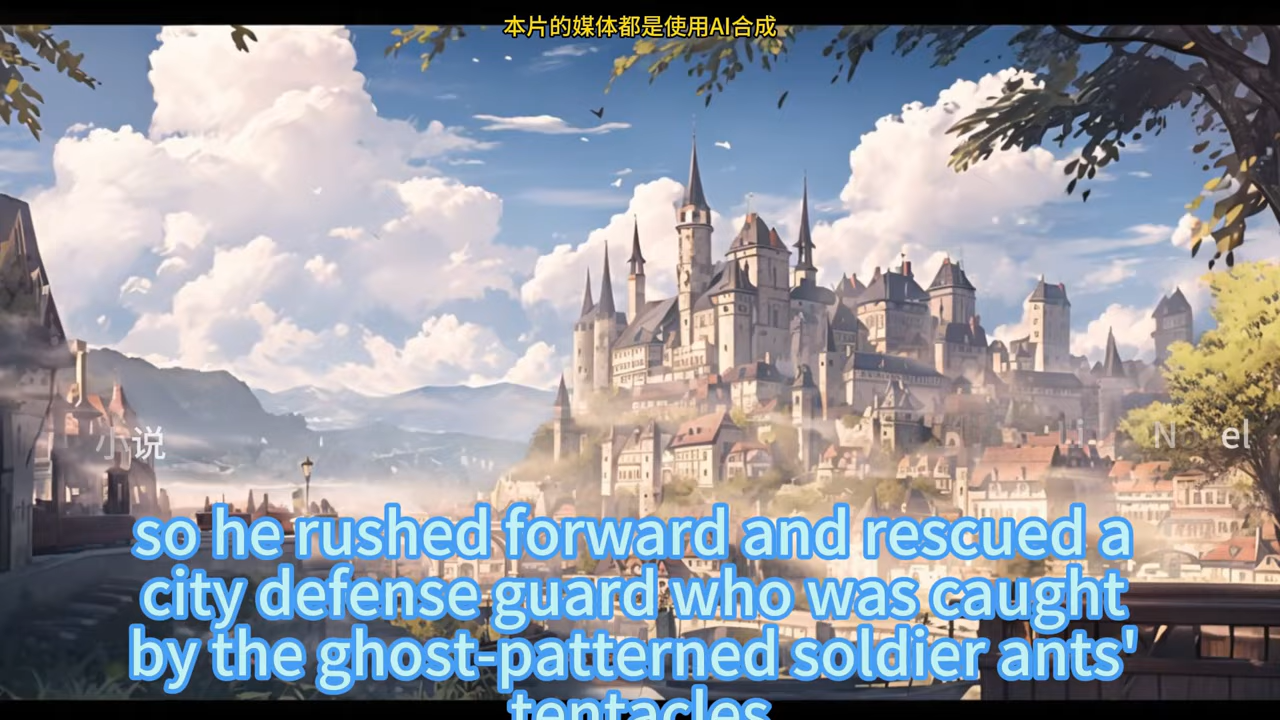 本片的媒体都是使用AI合成
小说
el
so he rushed forward and rescued a
city defense guard who was caught
by the ghost-patterned soldier ants'
tentacles